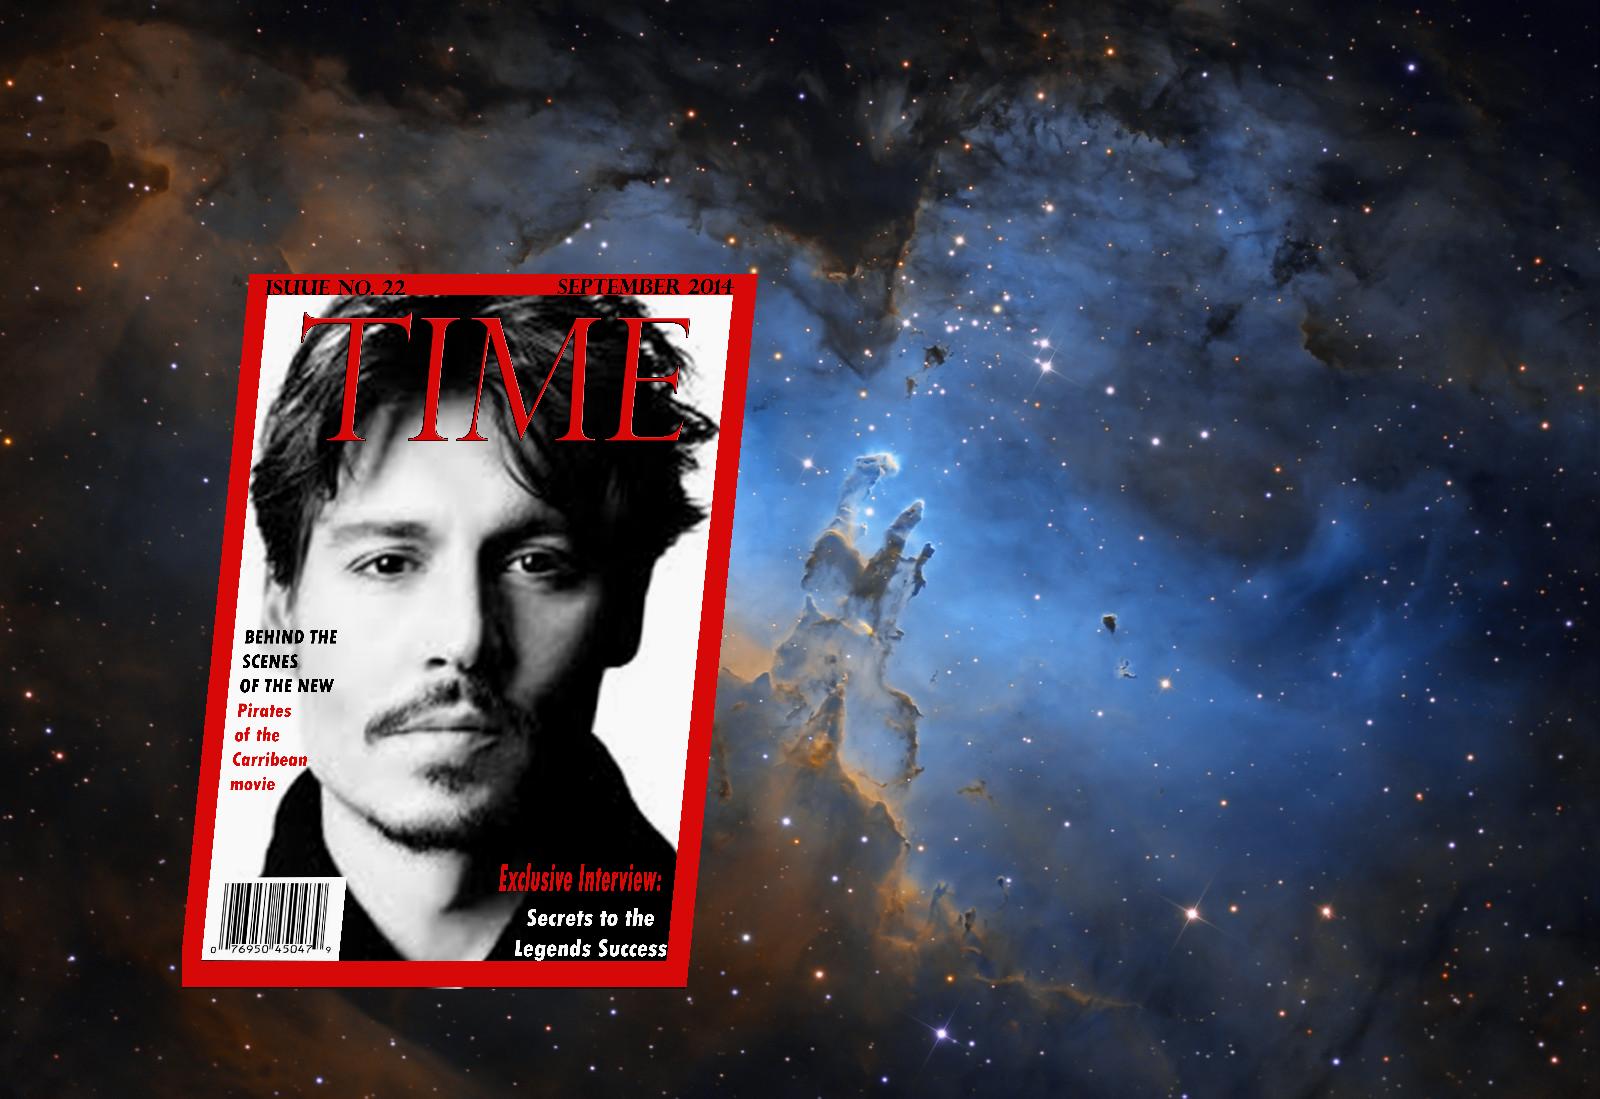 ISUUE NO. 22
SEPTEMBER 2014
TIME
BEHIND THE
SCENES
OF THE NEW
Pirates
of the
Carribean
movie
Exclusive Interview:
Secrets to the
Legends Success
0 76950 45047 9